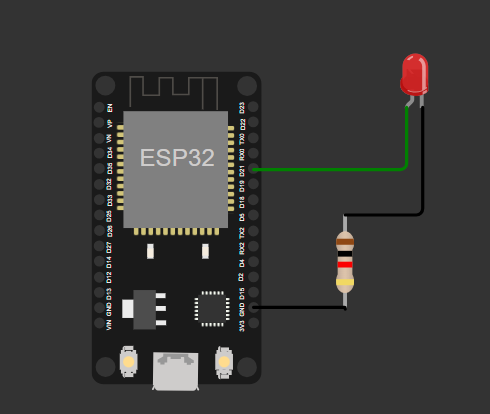 ESP32
EN
VP
VN
D34
D35
D32
D33
D25
D26
D27
D14
D12
D13
GND
VIN
D23
D22
TX0
RX0
D21
D19
D18
D5
TX2
RX2
D4
D2
D15
GND
3V3